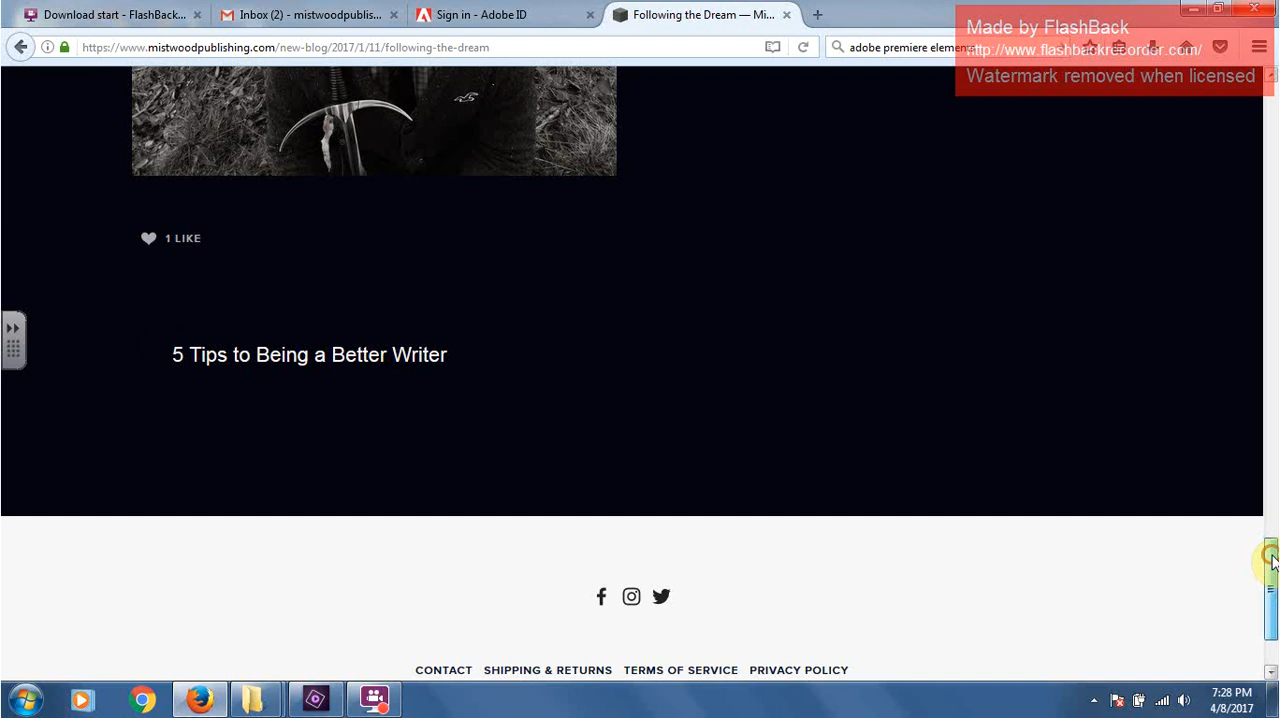 Download start - FlashBack...
Inbox (2) - mistwoodpublis...
Sign in - Adobe ID
Following the Dream — Mi...
Made by FlashBack
https://www.mistwoodpublishing.com/new-blog/2017/1/11/following-the-dream
adobe premiere elemen
http://www.flashbackrecorder.com/
Watermark removed when licensed
1 LIKE
5 Tips to Being a Better Writer
CONTACT SHIPPING & RETURNS TERMS OF SERVICE PRIVACY POLICY
7:28 PM
4/8/2017